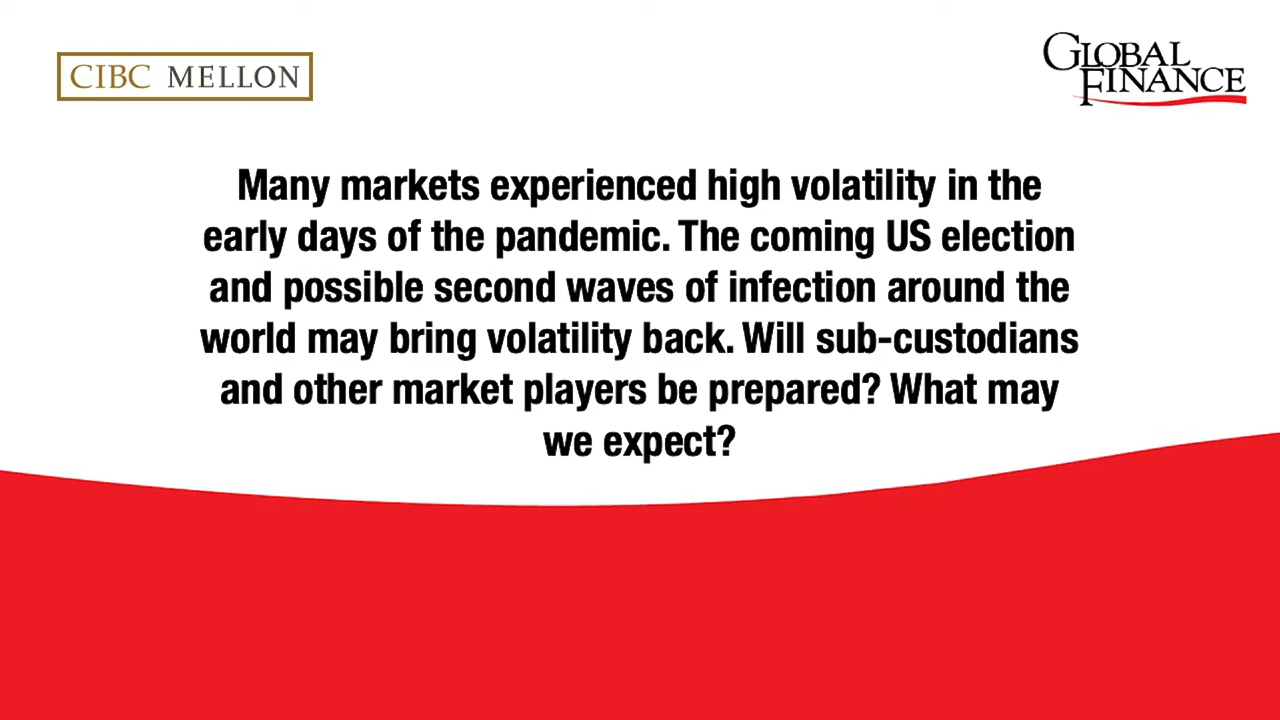 CIBC MELLON
GLOBAL
FINANCE
Many markets experienced high volatility in the
early days of the pandemic. The coming US election
and possible second waves of infection around the
world may bring volatility back. Will sub-custodians
and other market players be prepared? What may
we expect?